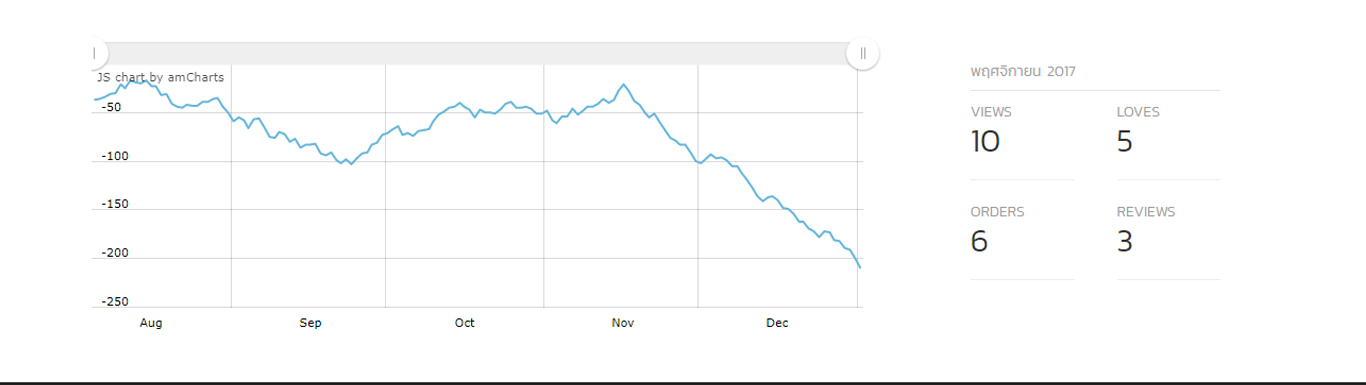 JS chart by amCharts
-50
-100
-150
-200
-250
Aug Sep Oct Nov Dec
พฤศจิกายน 2017
VIEWS LOVES
10 5
ORDERS REVIEWS
6 3